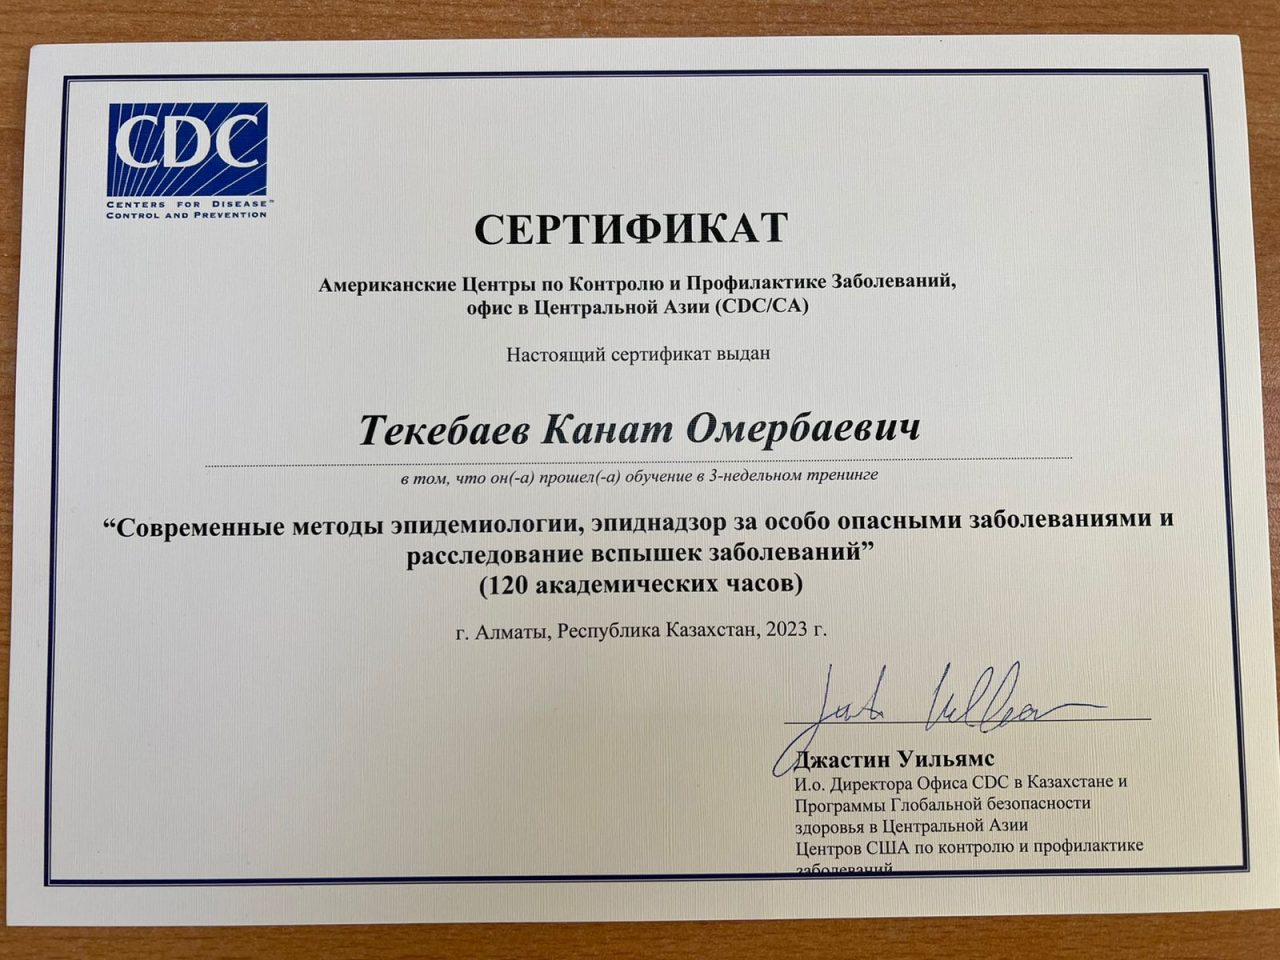 CDC
CENTERS FOR DISEASE™
CONTROL AND PREVENTION
СЕРТИФИКАТ
Американские Центры по Контролю и Профилактике Заболеваний,
офис в Центральной Азии (CDC/CA)
Настоящий сертификат выдан
Текебаев Канат Омербаевич
в том, что он(-а) прошел(-а) обучение в 3-недельном тренинге
“Современные методы эпидемиологии, эпиднадзор за особо опасными заболеваниями и
расследование вспышек заболеваний”
(120 академических часов)
г. Алматы, Республика Казахстан, 2023 г.
Джастин Уильямс
И.о. Директора Офиса CDC в Казахстане и
Программы Глобальной безопасности
здоровья в Центральной Азии
Центров США по контролю и профилактике
заболеваний